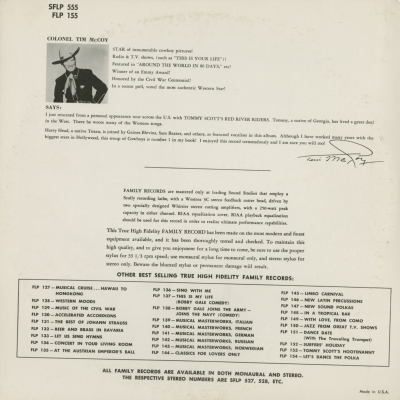 SFLP 555
FLP 155
COLONEL TIM McCOY
STAR of innumerable cowboy pictures!
Radio & T.V. shows, (such as "THIS IS YOUR LIFE"!)
Featured in "AROUND THE WORLD IN 80 DAYS," etc!
Winner of an Emmy Award!
Honored by the Civil War Centennial!
In a recent poll, voted the most authentic Western Star!
SAYS:
I just returned from a personal appearance tour across the U.S. with TOMMY SCOTT'S RED RIVER RIDERS. Tommy, a native of Georgia, has lived a great deal
in the West. There he wrote many of the Western songs.
Harry Head, a native Texan, is joined by Gaines Blevins, Sam Baxter, and others, as featured vocalists in this album. Although I have worked many years with the
biggest stars in Hollywood, this troup of Cowboys is number 1 in my book! I enjoyed this record tremendously and I am sure you will too!
Tim McCoy
FAMILY RECORDS are mastered only at leading Sound Studios that employ a
Scully recording lathe, with a Westrex 3C stereo feedback cutter head, driven by
two specially designed Whittier stereo cutting amplifiers, with a 250-watt peak
capacity in either channel. RIAA equalization cover. RIAA playback equalization
should be used for this record in order to realize ultimate performance capabilities.
This True High Fidelity FAMILY RECORD has been made on the most modern and finest
equipment available, and it has been thoroughly tested and checked. To maintain this
high quality, and to give you enjoyment for a long time to come, be sure to use the proper
stylus for 33 1/3 rpm speed; use monaural stylus for monaural only, and stereo stylus for
stereo only. Beware the blunted stylus or permanent damage will result.
OTHER BEST SELLING TRUE HIGH FIDELITY FAMILY RECORDS:
FLP 127 – MUSICAL CRUISE . . . HAWAII TO
HONGKONG
FLP 128 – WESTERN MOODS
FLP 129 – MUSIC OF THE CIVIL WAR
FLP 130 – ACCELERATED ACCORDIONS
FLP 131 – THE BEST OF JOHANN STRAUSS
FLP 132 – BEER AND BRASS IN BAVARIA
FLP 133 – LET US SING HYMNS
FLP 134 – CONCERT IN YOUR LIVING ROOM
FLP 135 – AT THE AUSTRIAN EMPEROR'S BALL
FLP 136 – SING WITH ME
FLP 137 – THIS IS MY LIFE
(BOBBY GALE COMEDY)
FLP 138 – BOBBY GALE JOINS THE ARMY –
JOINS THE NAVY (COMEDY)
FLP 139 – MUSICAL MASTERWORKS, ITALIAN
FLP 140 – MUSICAL MASTERWORKS, FRENCH
FLP 141 – MUSICAL MASTERWORKS, GERMAN
FLP 142 – MUSICAL MASTERWORKS, RUSSIAN
FLP 143 – MUSICAL MASTERWORKS, NORWEGIAN
FLP 144 – CLASSICS FOR LOVERS ONLY
FLP 145 – LIMBO CARNIVAL
FLP 146 – NEW LATIN PERCUSSIONS
FLP 147 – NEW SOUND POLKAS
FLP 148 – IN A TROPICAL BAR
FLP 149 – WITH LOVE, FROM COMO
FLP 150 – JAZZ FROM GREAT T.V. SHOWS
FLP 151 – DANCE DATE
(With The Traveling Trumpet)
FLP 152 – SURFERS' HOLIDAY
FLP 153 – TOMMY SCOTT'S HOOTENANNY
FLP 154 – LET'S DANCE THE POLKA
ALL FAMILY RECORDS ARE AVAILABLE IN BOTH MONAURAL AND STEREO.
THE RESPECTIVE STEREO NUMBERS ARE SFLP 527, 528, ETC.
Made in U.S.A.